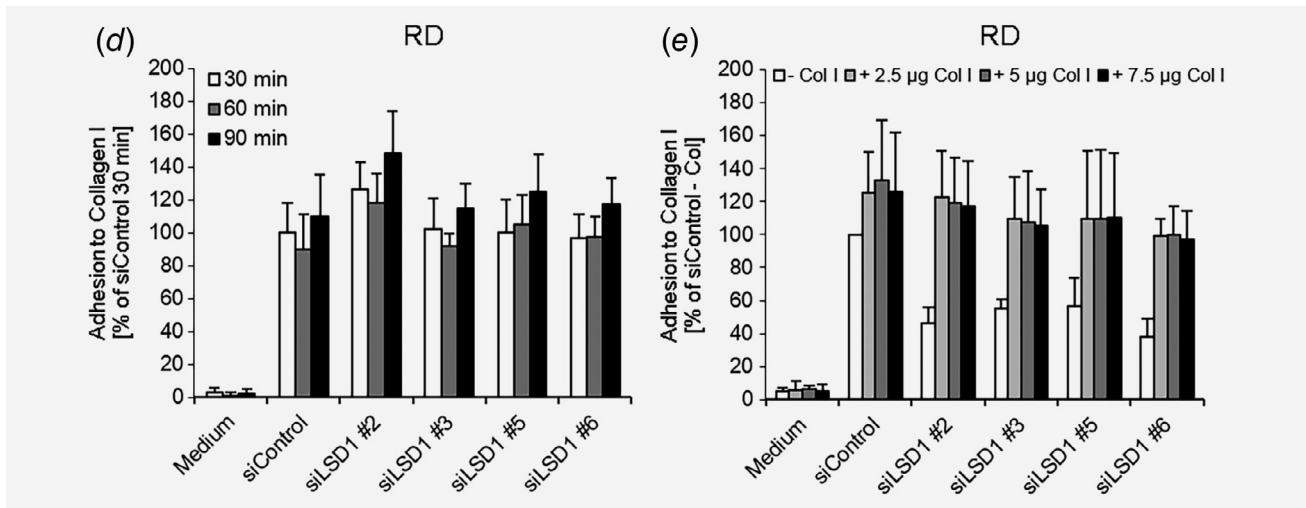 (d)
RD
Adhesion to Collagen I
[% of siControl 30 min]
200
180
160
140
120
100
80
60
40
20
0
30 min
60 min
90 min
Medium
siControl
siLSD1 #2
siLSD1 #3
siLSD1 #5
siLSD1 #6
(e)
RD
Adhesion to Collagen I
[% of siControl - Col]
200
180
160
140
120
100
80
60
40
20
0
- Col I + 2.5 µg Col I + 5 µg Col I + 7.5 µg Col I
Medium
siControl
siLSD1 #2
siLSD1 #3
siLSD1 #5
siLSD1 #6